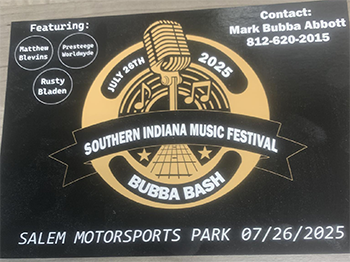 Featuring:
Matthew
Blevins
Presteege
Worldwyde
Rusty
Bladen
Contact:
Mark Bubba Abbott
812-620-2015
JULY 26TH
2025
SOUTHERN INDIANA MUSIC FESTIVAL
BUBBA BASH
SALEM MOTORSPORTS PARK 07/26/2025